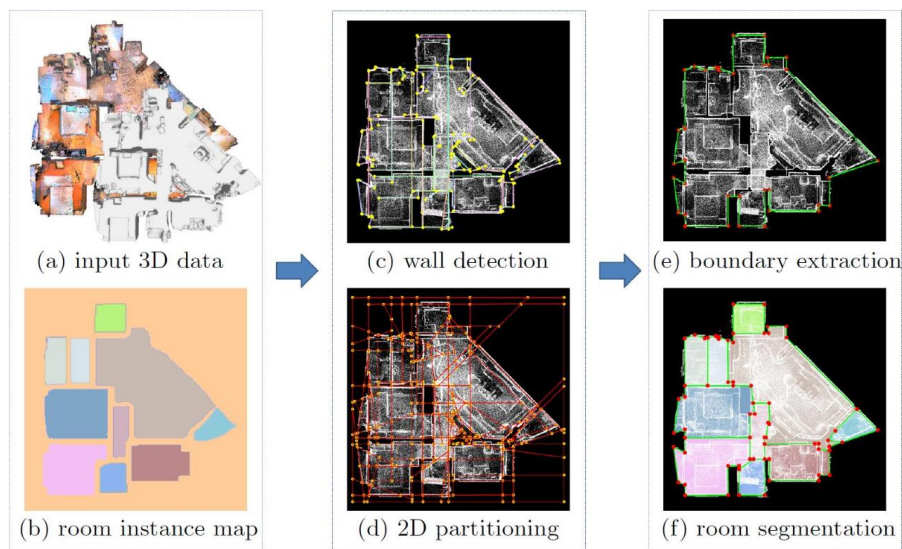 (a) input 3D data
(c) wall detection
(e) boundary extraction
(b) room instance map
(d) 2D partitioning
(f) room segmentation